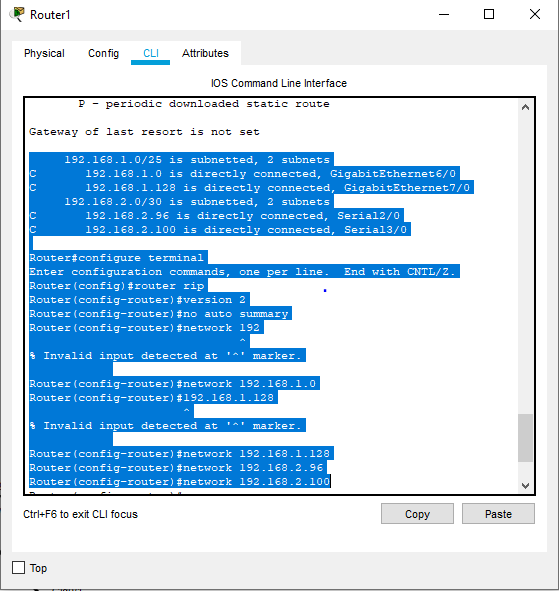 Router1
Physical Config CLI Attributes
IOS Command Line Interface
P - periodic downloaded static route
Gateway of last resort is not set
192.168.1.0/25 is subnetted, 2 subnets
C 192.168.1.0 is directly connected, GigabitEthernet6/0
C 192.168.1.128 is directly connected, GigabitEthernet7/0
192.168.2.0/30 is subnetted, 2 subnets
C 192.168.2.96 is directly connected, Serial2/0
C 192.168.2.100 is directly connected, Serial3/0
Router#configure terminal
Enter configuration commands, one per line. End with CNTL/Z.
Router(config)#router rip
Router(config-router)#version 2
Router(config-router)#no auto summary
Router(config-router)#network 192
^
% Invalid input detected at '^' marker.
Router(config-router)#network 192.168.1.0
Router(config-router)#192.168.1.128
^
% Invalid input detected at '^' marker.
Router(config-router)#network 192.168.1.128
Router(config-router)#network 192.168.2.96
Router(config-router)#network 192.168.2.100
Ctrl+F6 to exit CLI focus
Copy Paste
Top